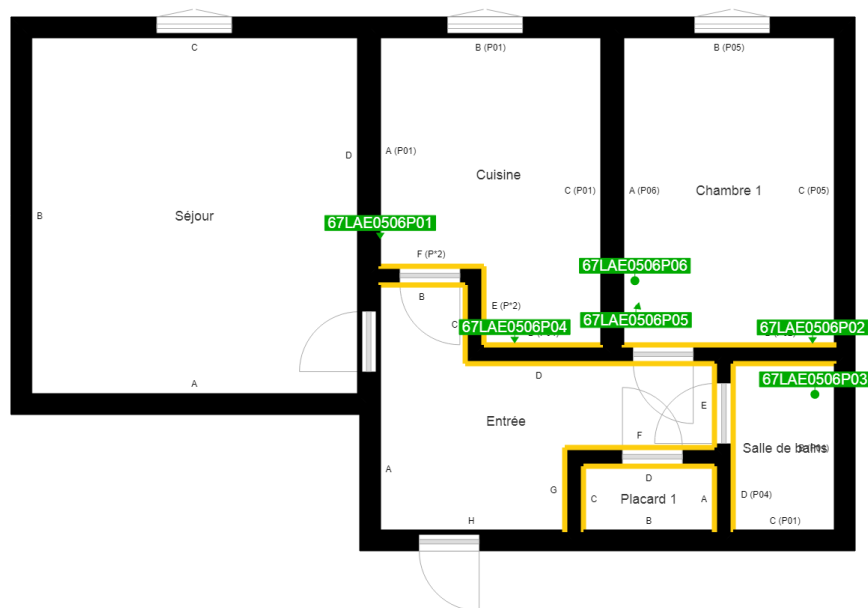 C
B (P01)
B (P05)
A (P01)
D
Cuisine
C (P01)
A (P06)
Chambre 1
C (P05)
B
Séjour
67LAE0506P01
F (P*2)
67LAE0506P06
B
E (P*2)
67LAE0506P05
C
67LAE0506P04
67LAE0506P02
D
67LAE0506P03
A
E
Entrée
F
Salle de bains
A
G
D
C
Placard 1
A
D (P04)
H
B
C (P01)